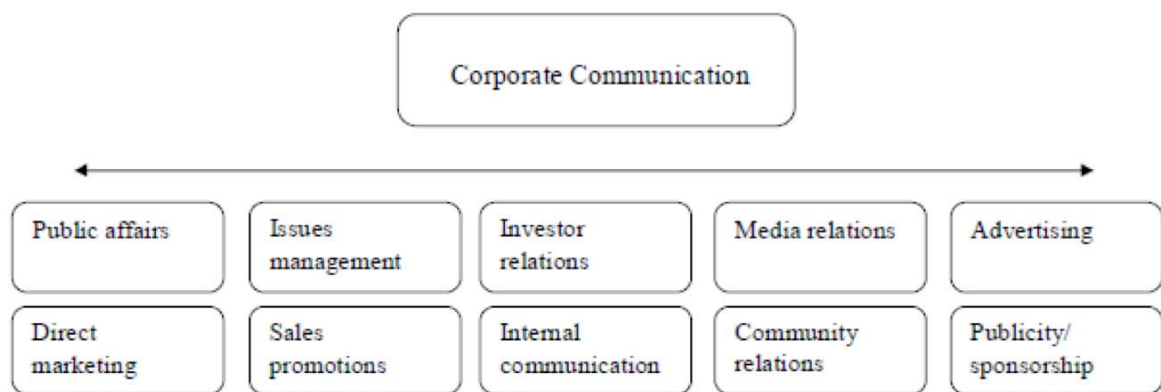 Corporate Communication
Public affairs
Issues
management
Investor
relations
Media relations
Advertising
Direct
marketing
Sales
promotions
Internal
communication
Community
relations
Publicity/
sponsorship